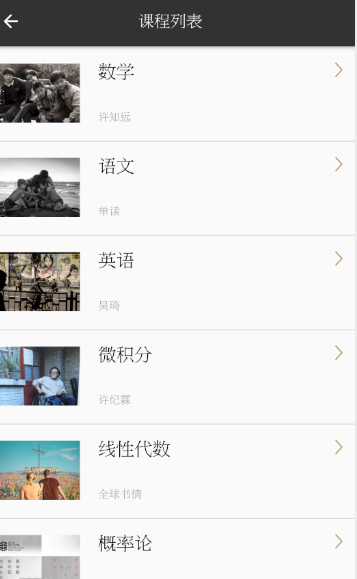 课程列表
数学
许知远
语文
单读
英语
吴琦
微积分
许纪霖
线性代数
全球书情
概率论